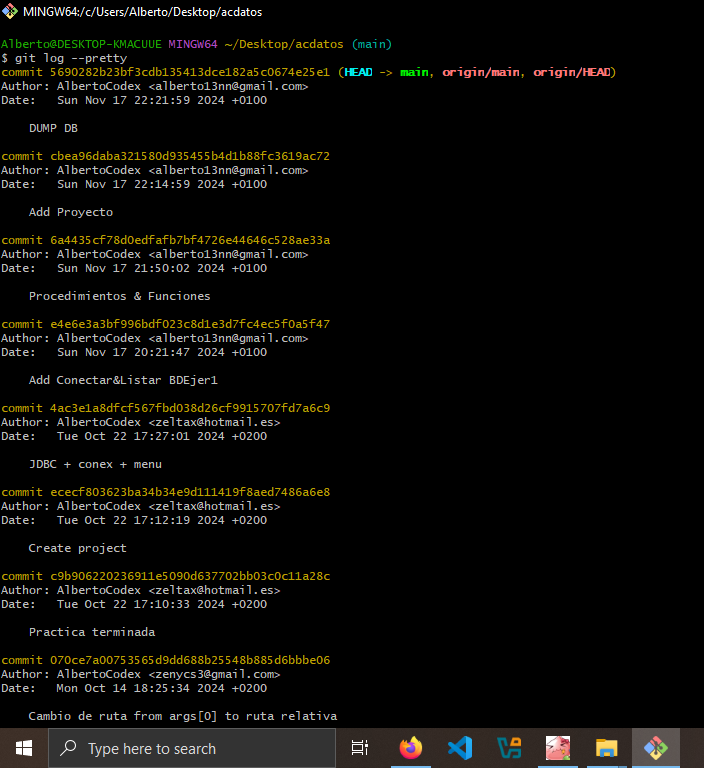 MINGW64:/c/Users/Alberto/Desktop/acdatos
Alberto@DESKTOP-KMACUUE MINGW64 ~/Desktop/acdatos (main)
$ git log --pretty
commit 5690282b23bf3cdb135413dce182a5c0674e25e1 (HEAD -> main, origin/main, origin/HEAD)
Author: AlbertoCodex <alberto13nn@gmail.com>
Date:   Sun Nov 17 22:21:59 2024 +0100
DUMP DB
commit cbea96daba321580d935455b4d1b88fc3619ac72
Author: AlbertoCodex <alberto13nn@gmail.com>
Date:   Sun Nov 17 22:14:59 2024 +0100
Add Proyecto
commit 6a4435cf78d0edfafb7bf4726e44646c528ae33a
Author: AlbertoCodex <alberto13nn@gmail.com>
Date:   Sun Nov 17 21:50:02 2024 +0100
Procedimientos & Funciones
commit e4e6e3a3bf996bdf023c8d1e3d7fc4ec5f0a5f47
Author: AlbertoCodex <alberto13nn@gmail.com>
Date:   Sun Nov 17 20:21:47 2024 +0100
Add Conectar&Listar BDEjer1
commit 4ac3e1a8dfcf567fbd038d26cf9915707fd7a6c9
Author: AlbertoCodex <zeltax@hotmail.es>
Date:   Tue Oct 22 17:27:01 2024 +0200
JDBC + conex + menu
commit ececf803623ba34b34e9d111419f8aed7486a6e8
Author: AlbertoCodex <zeltax@hotmail.es>
Date:   Tue Oct 22 17:12:19 2024 +0200
Create project
commit c9b906220236911e5090d637702bb03c0c11a28c
Author: AlbertoCodex <zeltax@hotmail.es>
Date:   Tue Oct 22 17:10:33 2024 +0200
Practica terminada
commit 070ce7a00753565d9dd688b25548b885d6bbbe06
Author: AlbertoCodex <zenycs3@gmail.com>
Date:   Mon Oct 14 18:25:34 2024 +0200
Cambio de ruta from args[0] to ruta relativa
Type here to search